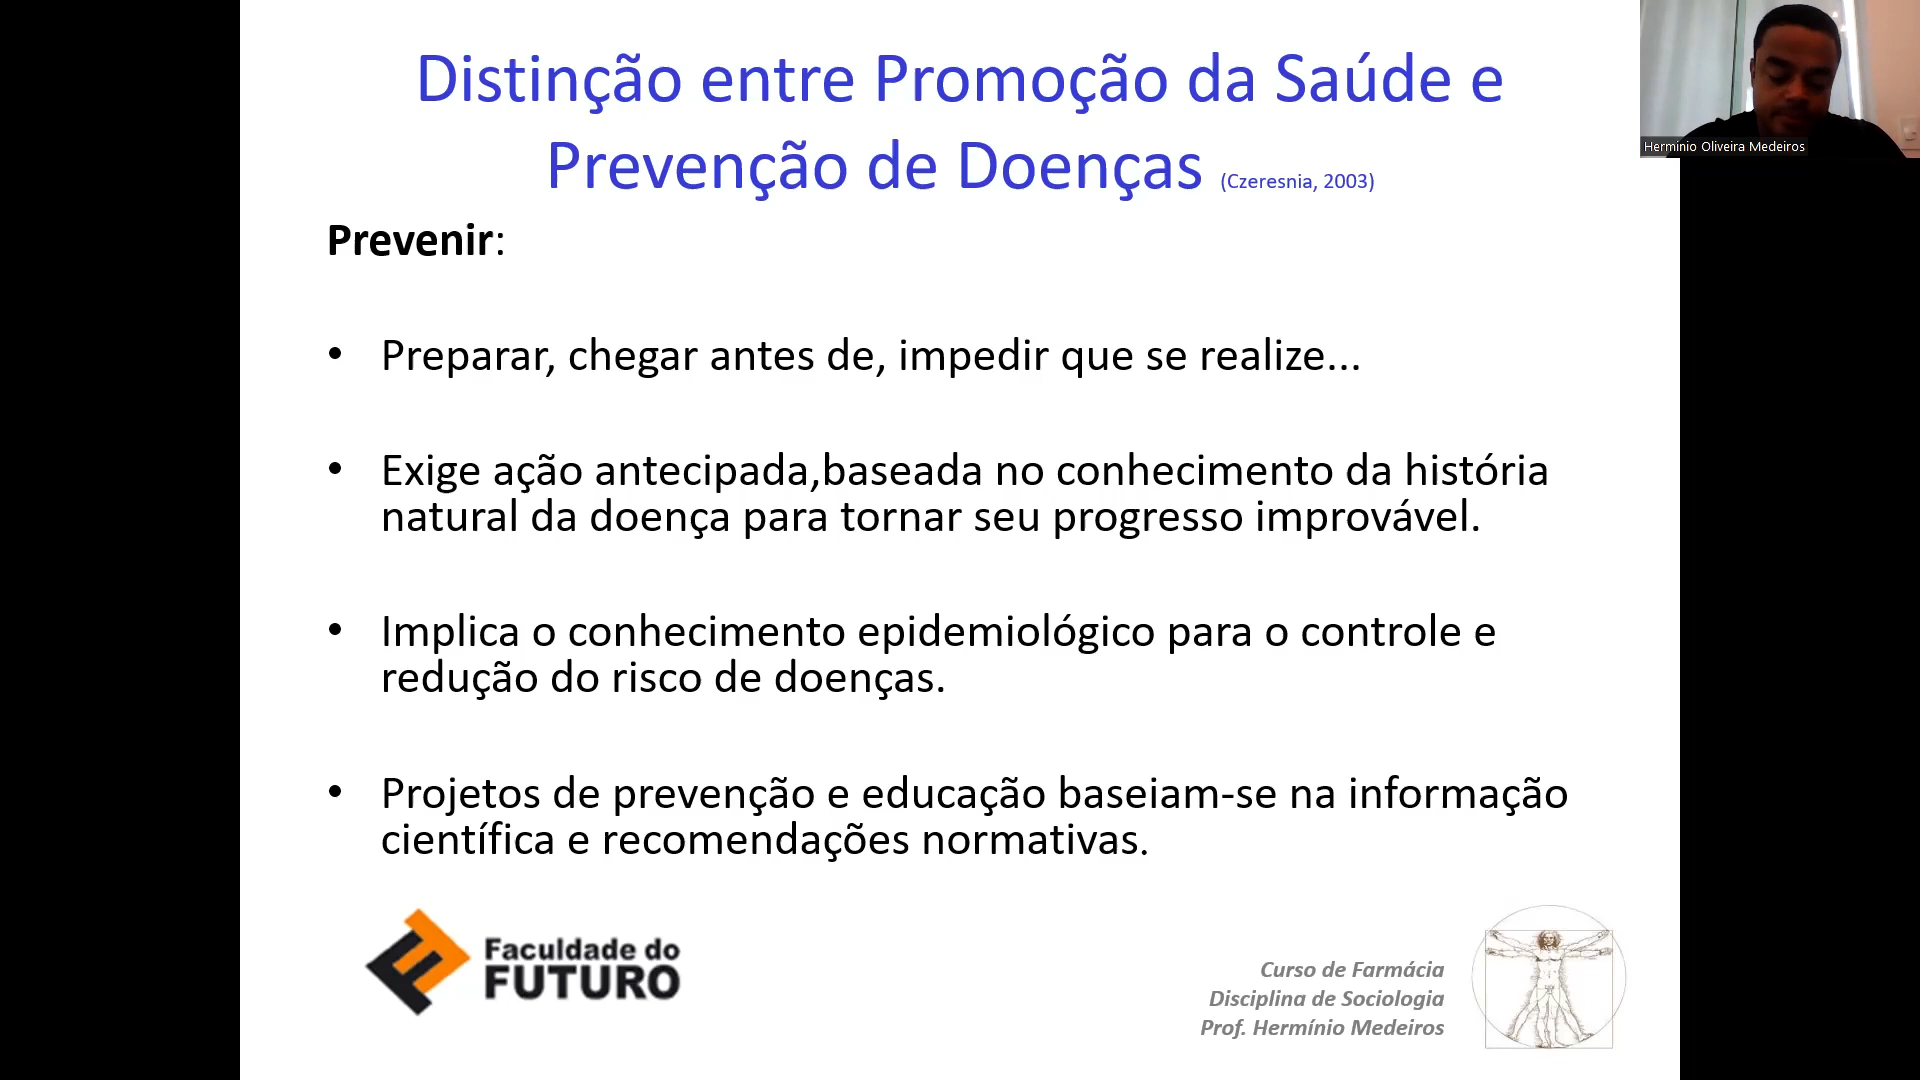 Distinção entre Promoção da Saúde e
Prevenção de Doenças (Czeresnia, 2003)
Hermínio Oliveira Medeiros
Prevenir:
• Preparar, chegar antes de, impedir que se realize...
• Exige ação antecipada,baseada no conhecimento da história
natural da doença para tornar seu progresso improvável.
• Implica o conhecimento epidemiológico para o controle e
redução do risco de doenças.
• Projetos de prevenção e educação baseiam-se na informação
científica e recomendações normativas.
Faculdade do
FUTURO
Curso de Farmácia
Disciplina de Sociologia
Prof. Hermínio Medeiros